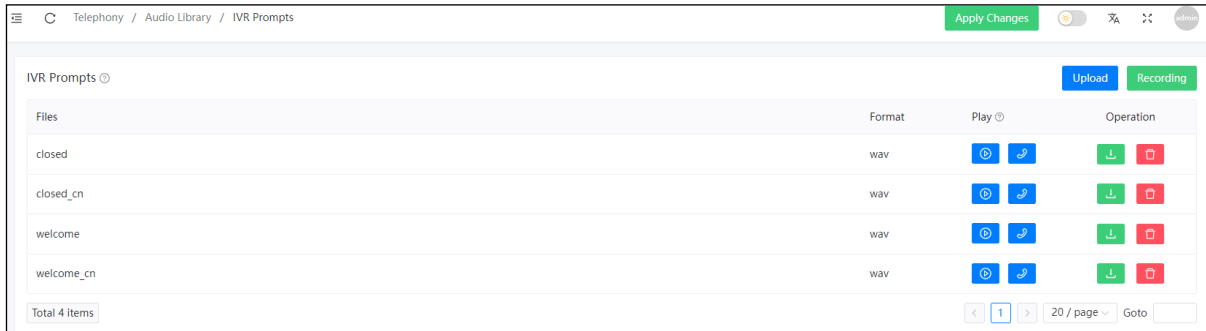 Telephony / Audio Library / IVR Prompts Apply Changes admin
IVR Prompts Upload Recording
Files Format Play Operation
closed wav
closed_cn wav
welcome wav
welcome_cn wav
Total 4 items < 1 > 20 / page Goto